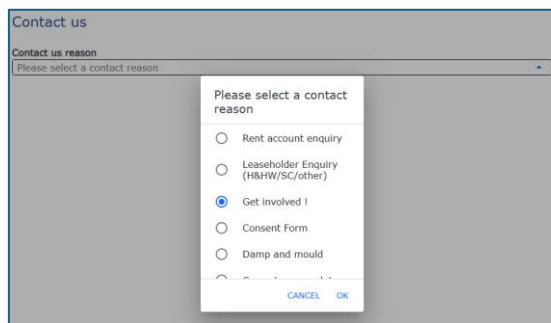 Contact us
Contact us reason
Please select a contact reason
Please select a contact
reason
Rent account enquiry
Leaseholder Enquiry
(H&HW/SC/other)
Get involved !
Consent Form
Damp and mould
CANCEL OK